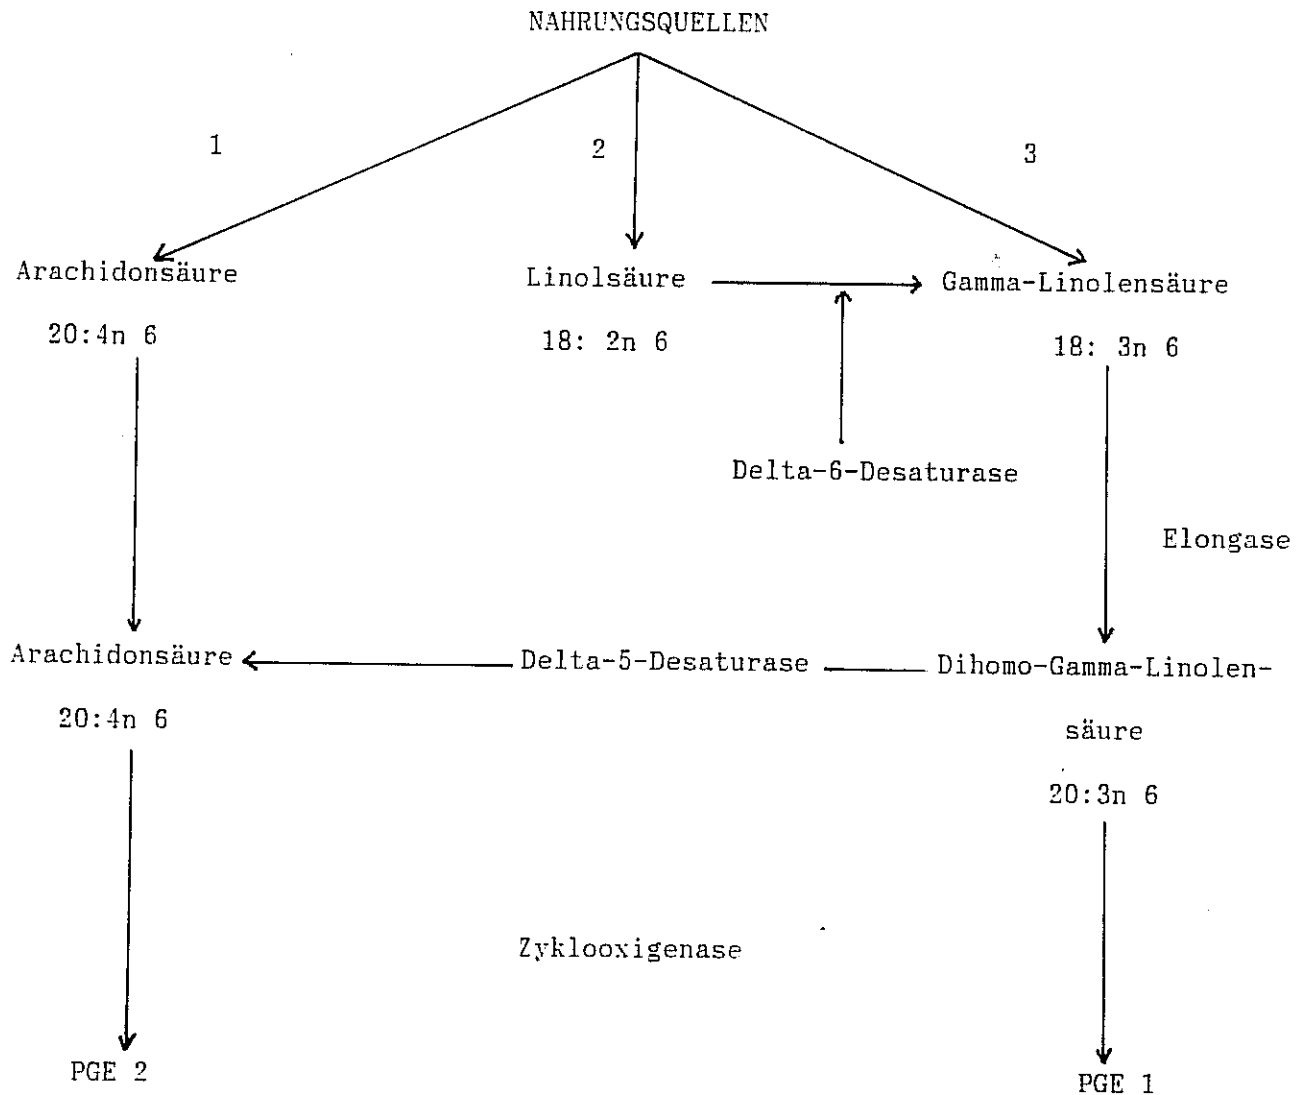 NAHRUNGSQUELLEN
1
2
3
Arachidonsäure
Linolsäure
Gamma-Linolensäure
20:4n 6
18: 2n 6
18: 3n 6
Delta-6-Desaturase
Elongase
Arachidonsäure
Delta-5-Desaturase
Dihomo-Gamma-Linolen-
20:4n 6
säure
20:3n 6
Zyklooxigenase
PGE 2
PGE 1